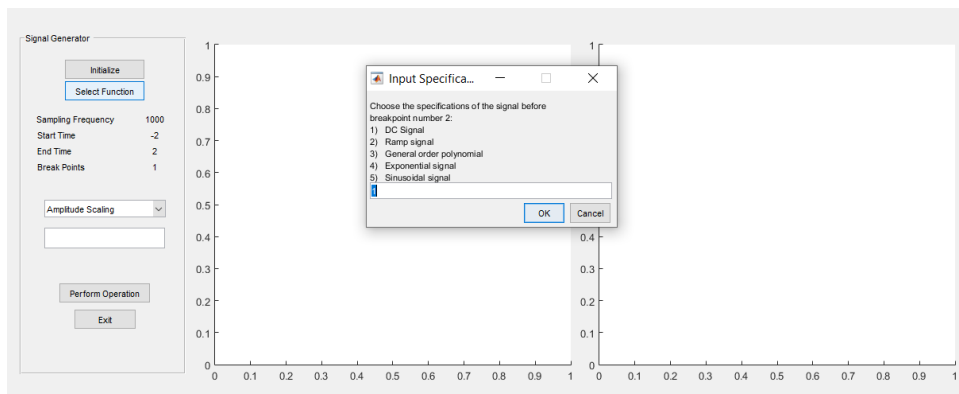 Signal Generator
Initialize
Select Function
Sampling Frequency 1000
Start Time -2
End Time 2
Break Points 1
Amplitude Scaling
Perform Operation
Exit
1
0.9
0.8
0.7
0.6
0.5
0.4
0.3
0.2
0.1
0
0 0.1 0.2 0.3 0.4 0.5 0.6 0.7 0.8 0.9 1
Input Specifica...
Choose the specifications of the signal before
breakpoint number 2:
1) DC Signal
2) Ramp signal
3) General order polynomial
4) Exponential signal
5) Sinusoidal signal
1
OK Cancel
1
0.4
0.3
0.2
0.1
0
0 0.1 0.2 0.3 0.4 0.5 0.6 0.7 0.8 0.9 1